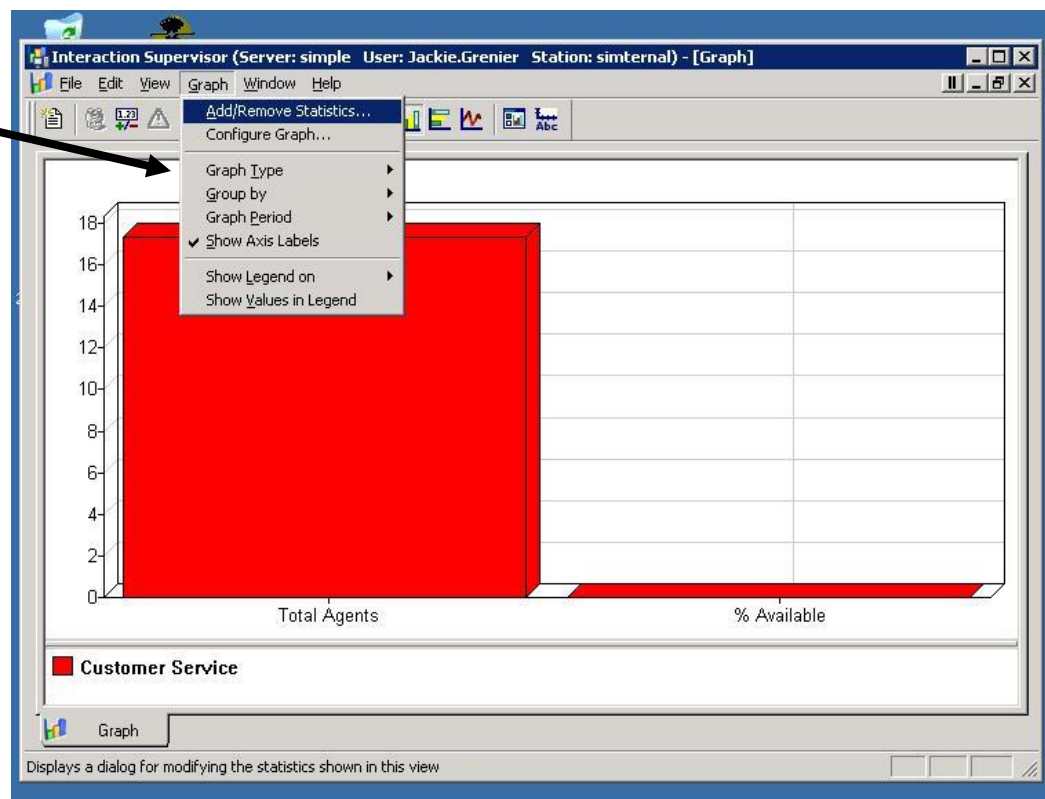 Interaction Supervisor (Server: simple User: Jackie.Grenier Station: simternal) - [Graph]
File Edit View Graph Window Help
1.23
Abc
Add/Remove Statistics...
Configure Graph...
Graph Type
Group by
Graph Period
Show Axis Labels
Show Legend on
Show Values in Legend
18
16
14
12
10
8
6
4
2
0
Total Agents % Available
Customer Service
Graph
Displays a dialog for modifying the statistics shown in this view